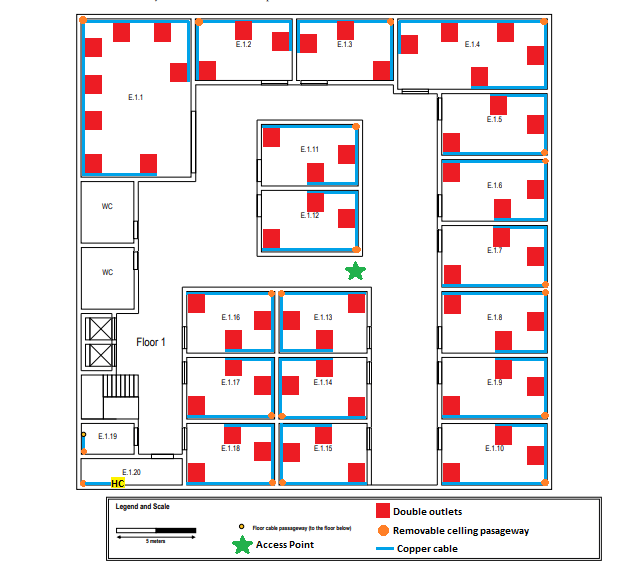 E.1.1
E.1.2
E.1.3
E.1.4
E.1.5
E.1.11
E.1.6
WC
E.1.12
E.1.7
WC
E.1.16
E.1.13
E.1.8
Floor 1
E.1.17
E.1.14
E.1.9
E.1.19
E.1.18
E.1.15
E.1.10
E.1.20
HC
Legend and Scale
5 meters
Floor cable passageway (to the floor below)
Access Point
Double outlets
Removable celling pasageway
Copper cable